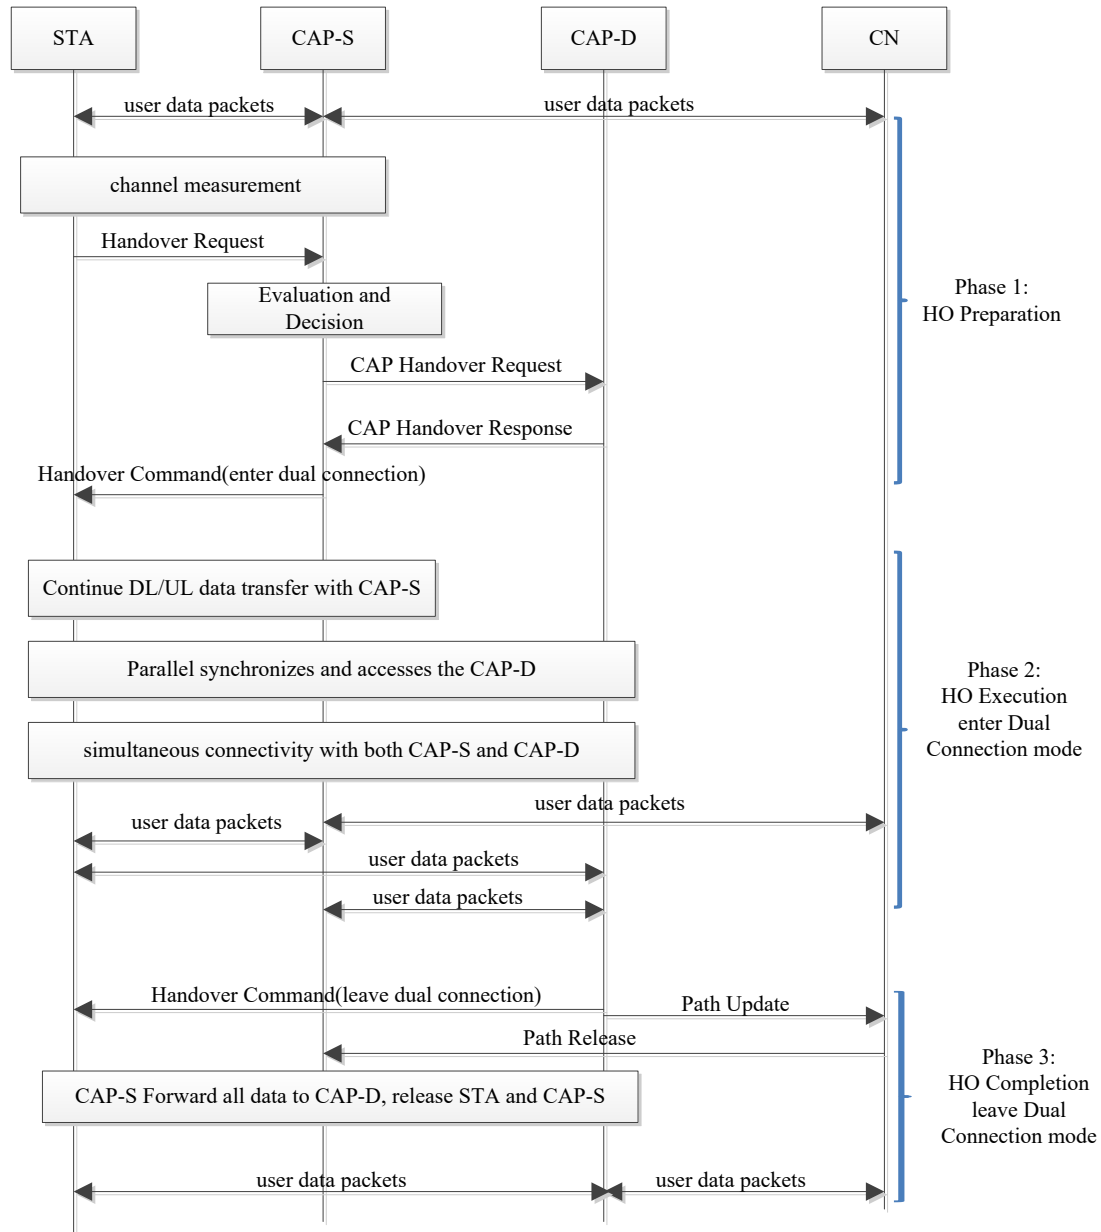 STA
CAP-S
CAP-D
CN
user data packets
user data packets
channel measurement
Handover Request
Evaluation and
Decision
CAP Handover Request
CAP Handover Response
Handover Command(enter dual connection)
Phase 1:
HO Preparation
Continue DL/UL data transfer with CAP-S
Parallel synchronizes and accesses the CAP-D
simultaneous connectivity with both CAP-S and CAP-D
user data packets
user data packets
user data packets
user data packets
Phase 2:
HO Execution
enter Dual
Connection mode
Handover Command(leave dual connection)
Path Update
Path Release
CAP-S Forward all data to CAP-D, release STA and CAP-S
user data packets
user data packets
Phase 3:
HO Completion
leave Dual
Connection mode